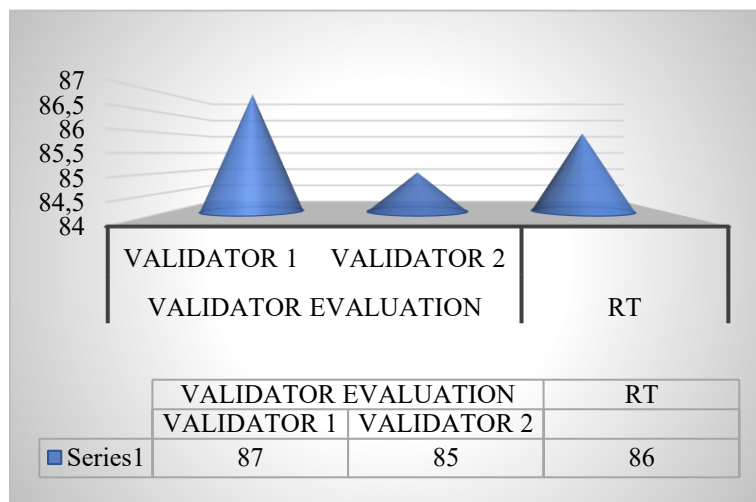 87
86,5
86
85,5
85
84,5
84
VALIDATOR 1 VALIDATOR 2
VALIDATOR EVALUATION RT
VALIDATOR EVALUATION RT
VALIDATOR 1 VALIDATOR 2
Series1 87 85 86